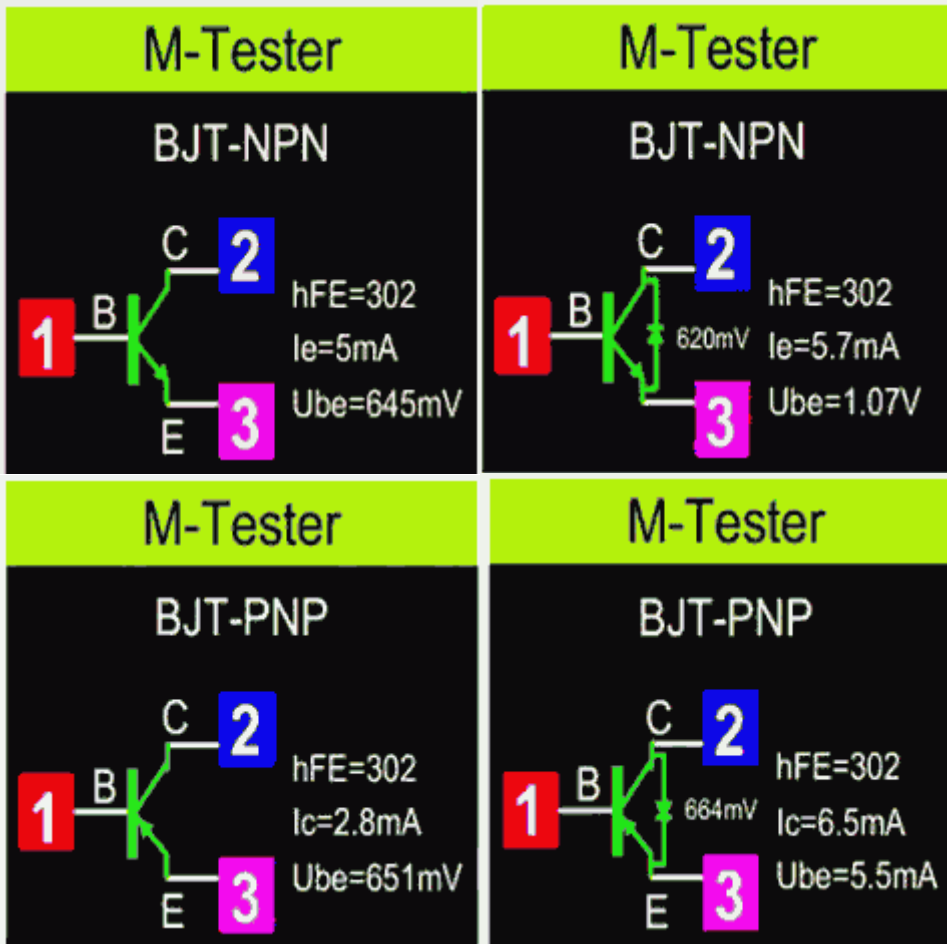 M-Tester
BJT-NPN
C
2
1
B
hFE=302
Ie=5mA
Ube=645mV
3
E
M-Tester
BJT-NPN
C
2
1
B
620mV
hFE=302
Ie=5.7mA
Ube=1.07V
3
M-Tester
BJT-PNP
C
2
1
B
hFE=302
Ic=2.8mA
Ube=651mV
3
E
M-Tester
BJT-PNP
C
2
1
B
664mV
hFE=302
Ic=6.5mA
Ube=5.5mA
3
E